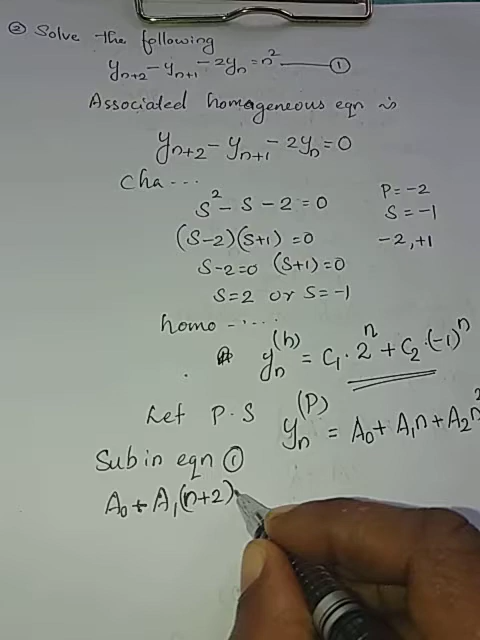 ② Solve the following
yₙ₊₂ - yₙ₊₁ - 2yₙ = n² ——— ①
Associated homogeneous eqn is
yₙ₊₂ - yₙ₊₁ - 2yₙ = 0
Cha....
s² - s - 2 = 0
(s-2)(s+1) = 0
s-2=0 (s+1)=0
s=2 or s=-1
P=-2
S=-1
-2,+1
homo -....
yₙ⁽ʰ⁾ = C₁·2ⁿ + C₂·(-1)ⁿ
Let P.S yₙ⁽ᴾ⁾ = A₀ + A₁n + A₂n²
Sub in eqn ①
A₀ + A₁(n+2)